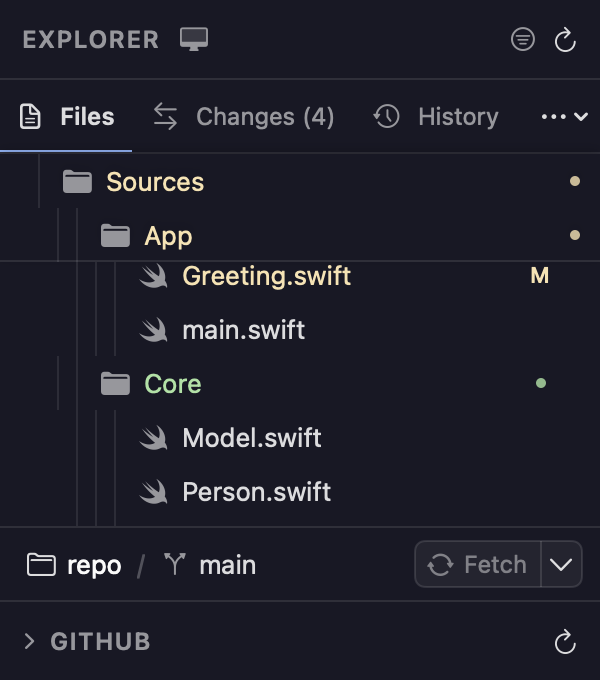 EXPLORER
Files Changes (4) History
Sources
App
Greeting.swift M
main.swift
Core
Model.swift
Person.swift
repo / main Fetch
GITHUB